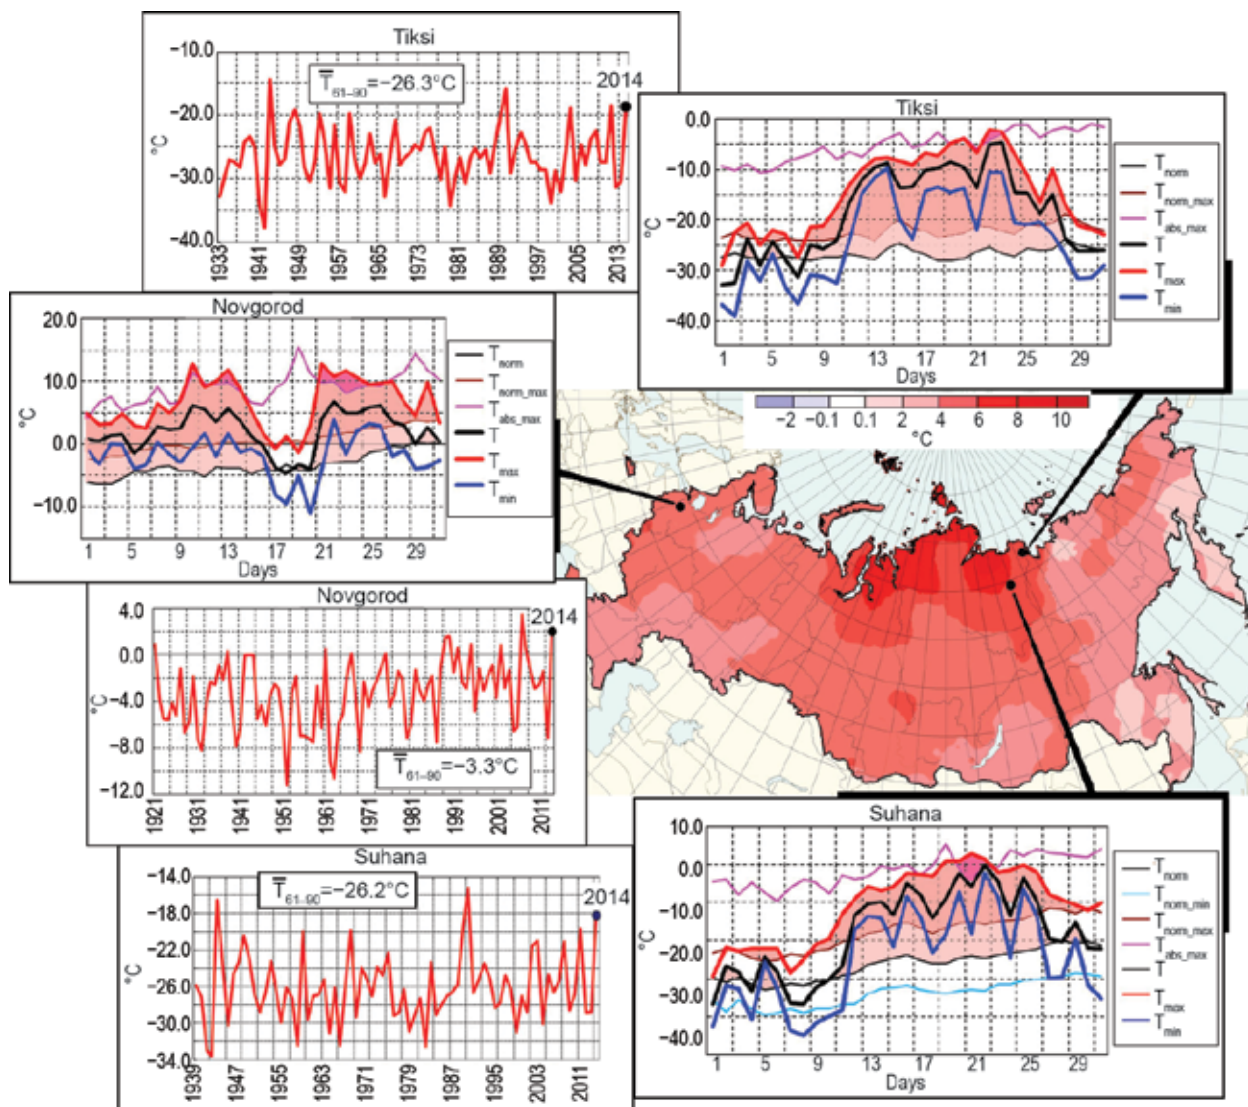 Tiksi
−10.0
−20.0
−30.0
−40.0
°C
T̿61–90=−26.3°C
2014
1933
1941
1949
1957
1965
1973
1981
1989
1997
2005
2013
Tiksi
0.0
−10.0
−20.0
−30.0
−40.0
°C
1 5 9 13 17 21 25 29
Days
Tnorm
Tnorm_max
Tabs_max
T
Tmax
Tmin
Novgorod
20.0
10.0
0.0
−10.0
°C
1 5 9 13 17 21 25 29
Days
Tnorm
Tnorm_max
Tabs_max
T
Tmax
Tmin
−2 −0.1 0.1 2 4 6 8 10
°C
Novgorod
4.0
0.0
−4.0
−8.0
−12.0
°C
2014
T̿61–90=−3.3°C
1921
1931
1941
1951
1961
1971
1981
1991
2001
2011
Suhana
−14.0
−18.0
−22.0
−26.0
−30.0
−34.0
°C
T̿61–90=−26.2°C
2014
1939
1947
1955
1963
1971
1979
1987
1995
2003
2011
Suhana
10.0
0.0
−10.0
−20.0
−30.0
−40.0
°C
1 5 9 13 17 21 25 29
Days
Tnorm
Tnorm_min
Tnorm_max
Tabs_max
T
Tmax
Tmin